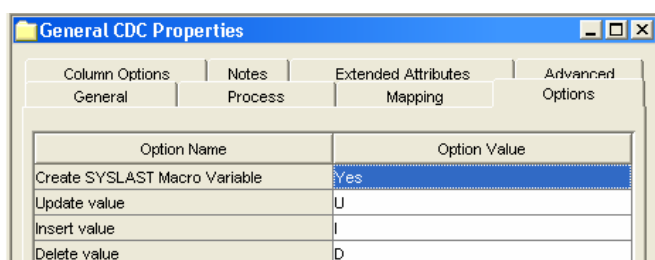 General CDC Properties
Column Options Notes Extended Attributes Advanced
General Process Mapping Options
Option Name Option Value
Create SYSLAST Macro Variable Yes
Update value U
Insert value I
Delete value D